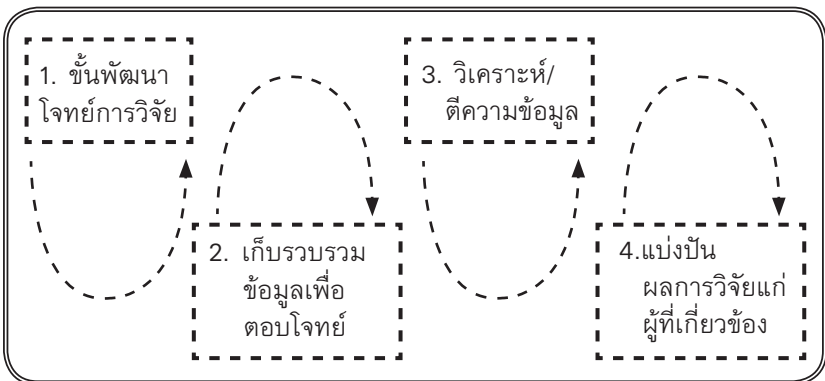 1. ขั้นพัฒนา
โจทย์การวิจัย
2. เก็บรวบรวม
ข้อมูลเพื่อ
ตอบโจทย์
3. วิเคราะห์/
ตีความข้อมูล
4.แบ่งปัน
ผลการวิจัยแก่
ผู้ที่เกี่ยวข้อง